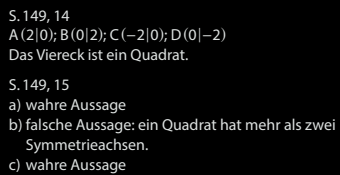 S. 149, 14
A (2|0); B (0|2); C (−2|0); D (0|−2)
Das Viereck ist ein Quadrat.
S. 149, 15
a) wahre Aussage
b) falsche Aussage: ein Quadrat hat mehr als zwei
Symmetrieachsen.
c) wahre Aussage